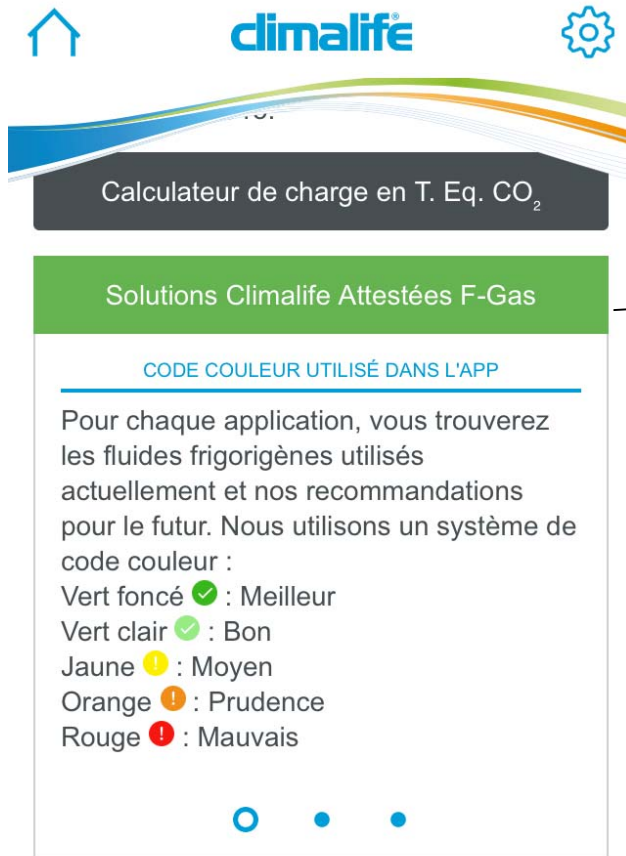 climalife
Calculateur de charge en T. Eq. CO₂
Solutions Climalife Attestées F-Gas
CODE COULEUR UTILISÉ DANS L'APP
Pour chaque application, vous trouverez
les fluides frigorigènes utilisés
actuellement et nos recommandations
pour le futur. Nous utilisons un système de
code couleur :
Vert foncé : Meilleur
Vert clair : Bon
Jaune : Moyen
Orange : Prudence
Rouge : Mauvais